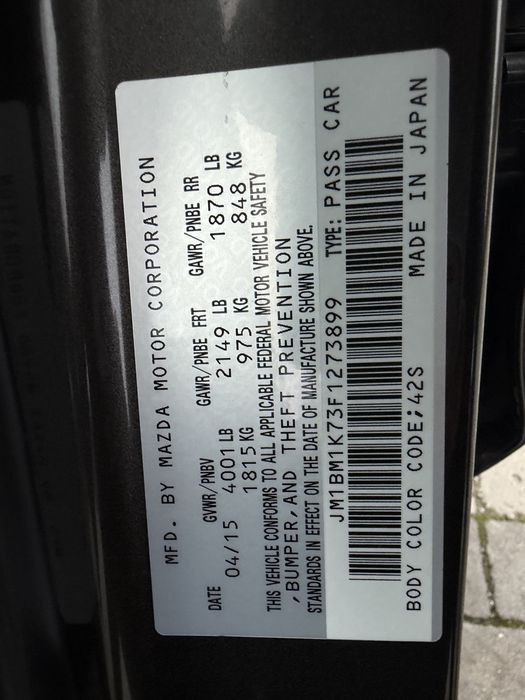 MFD. BY MAZDA MOTOR CORPORATION
GVWR/PNBV GAWR/PNBE FRT GAWR/PNBE RR
DATE 04/15 4001 LB 2149 LB 1870 LB
1815 KG 975 KG 848 KG
THIS VEHICLE CONFORMS TO ALL APPLICABLE FEDERAL MOTOR VEHICLE SAFETY
, BUMPER, AND THEFT PREVENTION
STANDARDS IN EFFECT ON THE DATE OF MANUFACTURE SHOWN ABOVE.
JM1BM1K73F1273899 TYPE: PASS CAR
BODY COLOR CODE;42S MADE IN JAPAN